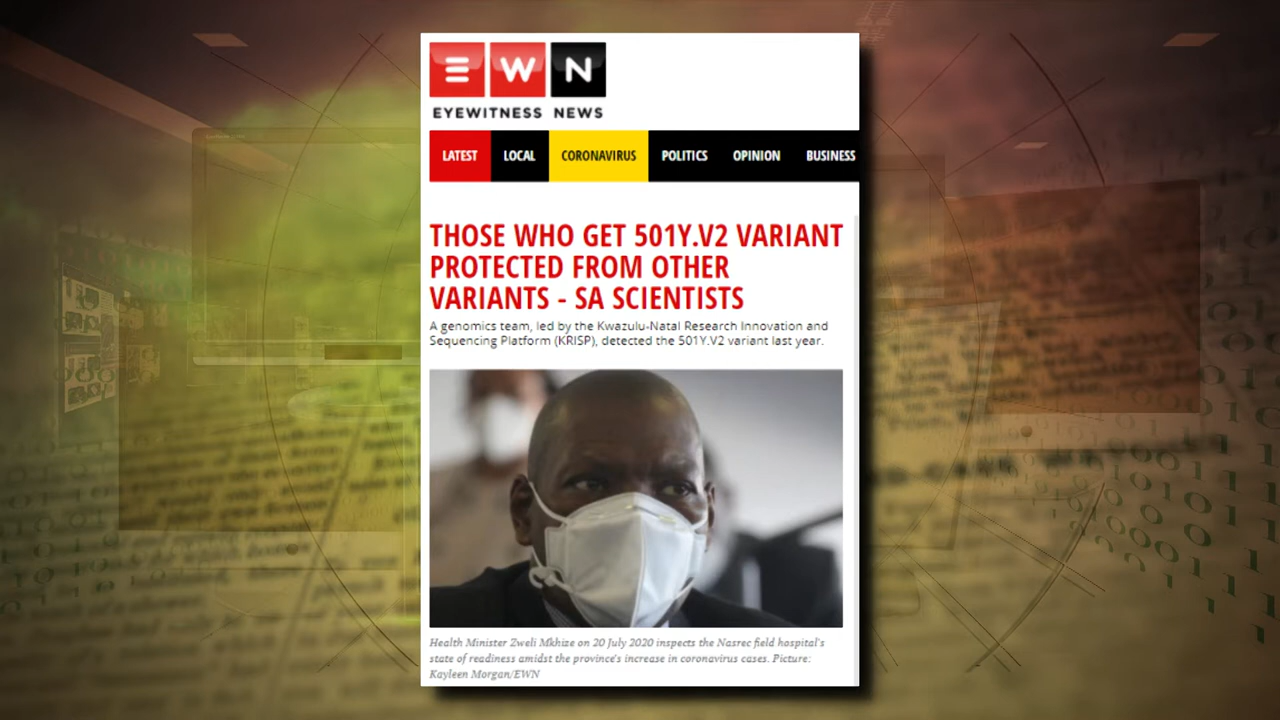 EWN
EYEWITNESS NEWS
LATEST LOCAL CORONAVIRUS POLITICS OPINION BUSINESS
THOSE WHO GET 501Y.V2 VARIANT
PROTECTED FROM OTHER
VARIANTS - SA SCIENTISTS
A genomics team, led by the Kwazulu-Natal Research Innovation and
Sequencing Platform (KRISP), detected the 501Y.V2 variant last year.
Health Minister Zweli Mkhize on 20 July 2020 inspects the Nasrec field hospital's
state of readiness amidst the province's increase in coronavirus cases. Picture:
Kayleen Morgan/EWN